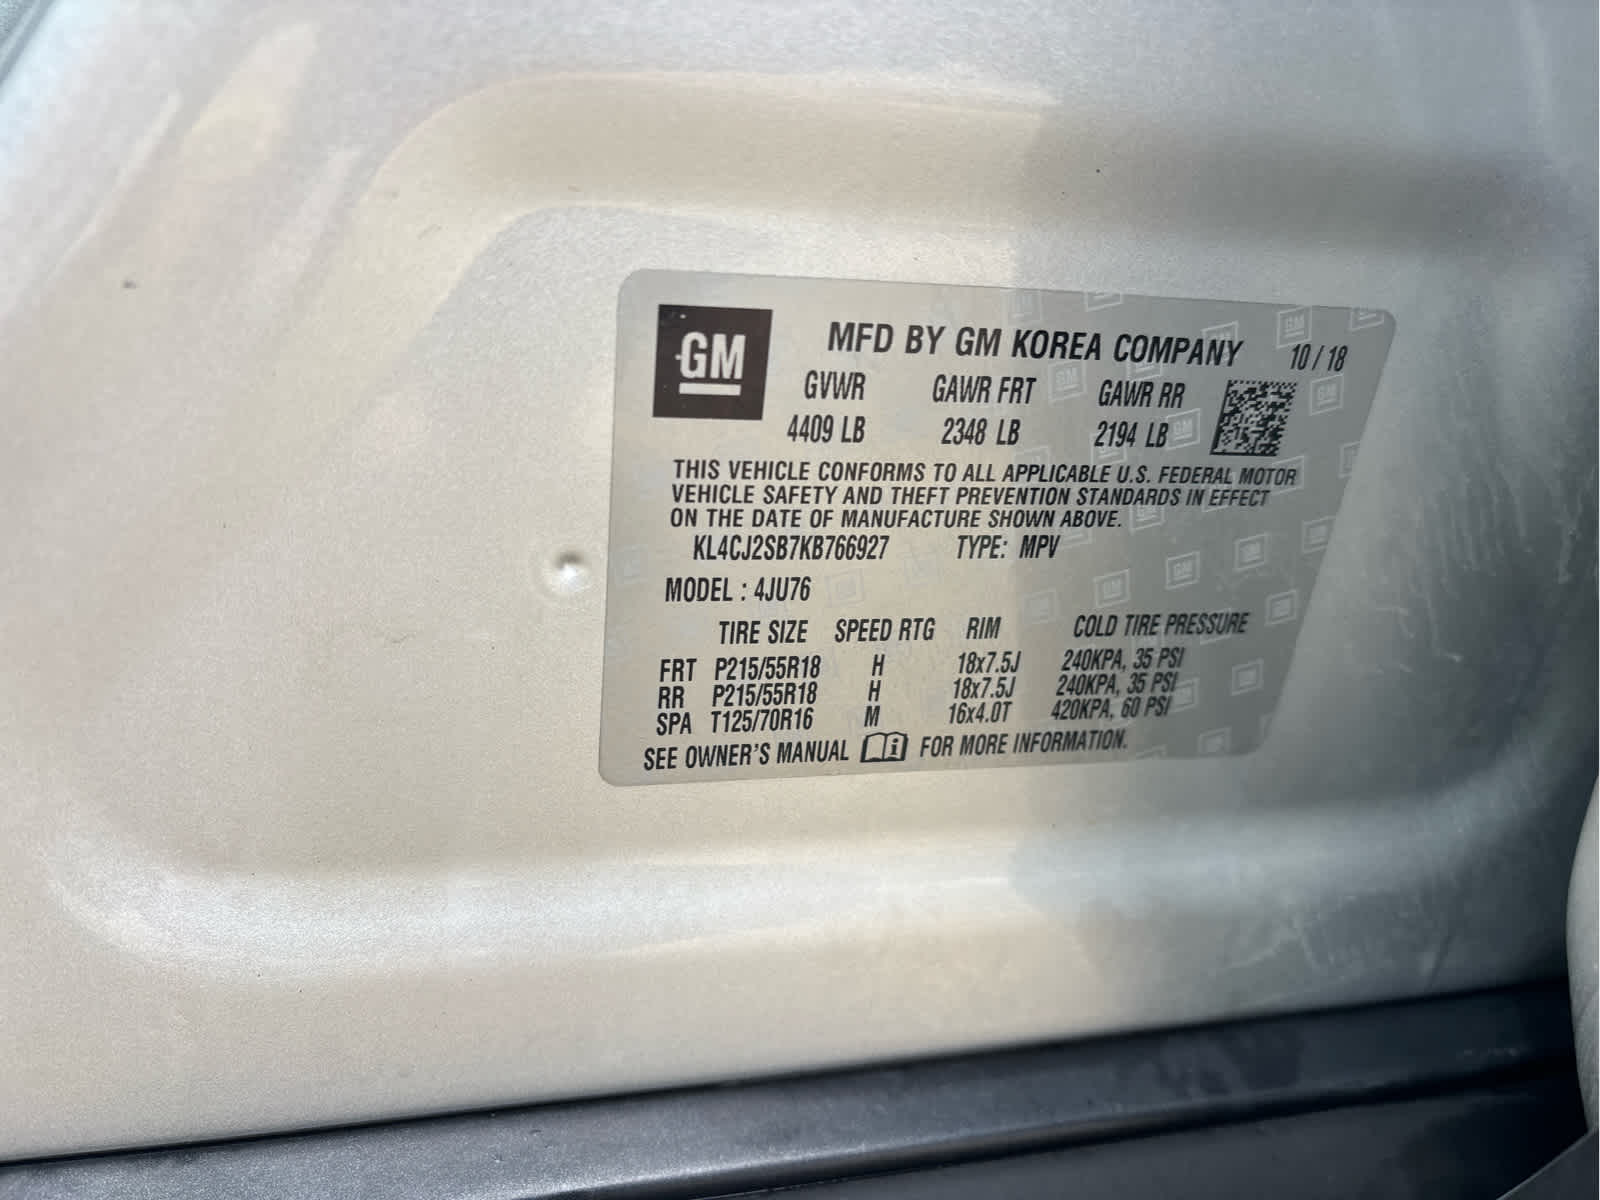 GM
MFD BY GM KOREA COMPANY 10/18
GVWR GAWR FRT GAWR RR
4409 LB 2348 LB 2194 LB
THIS VEHICLE CONFORMS TO ALL APPLICABLE U.S. FEDERAL MOTOR
VEHICLE SAFETY AND THEFT PREVENTION STANDARDS IN EFFECT
ON THE DATE OF MANUFACTURE SHOWN ABOVE.
KL4CJ2SB7KB766927 TYPE: MPV
MODEL : 4JU76
TIRE SIZE SPEED RTG RIM COLD TIRE PRESSURE
FRT P215/55R18 H 18x7.5J 240KPA, 35 PSI
RR P215/55R18 H 18x7.5J 240KPA, 35 PSI
SPA T125/70R16 M 16x4.0T 420KPA, 60 PSI
SEE OWNER'S MANUAL FOR MORE INFORMATION.